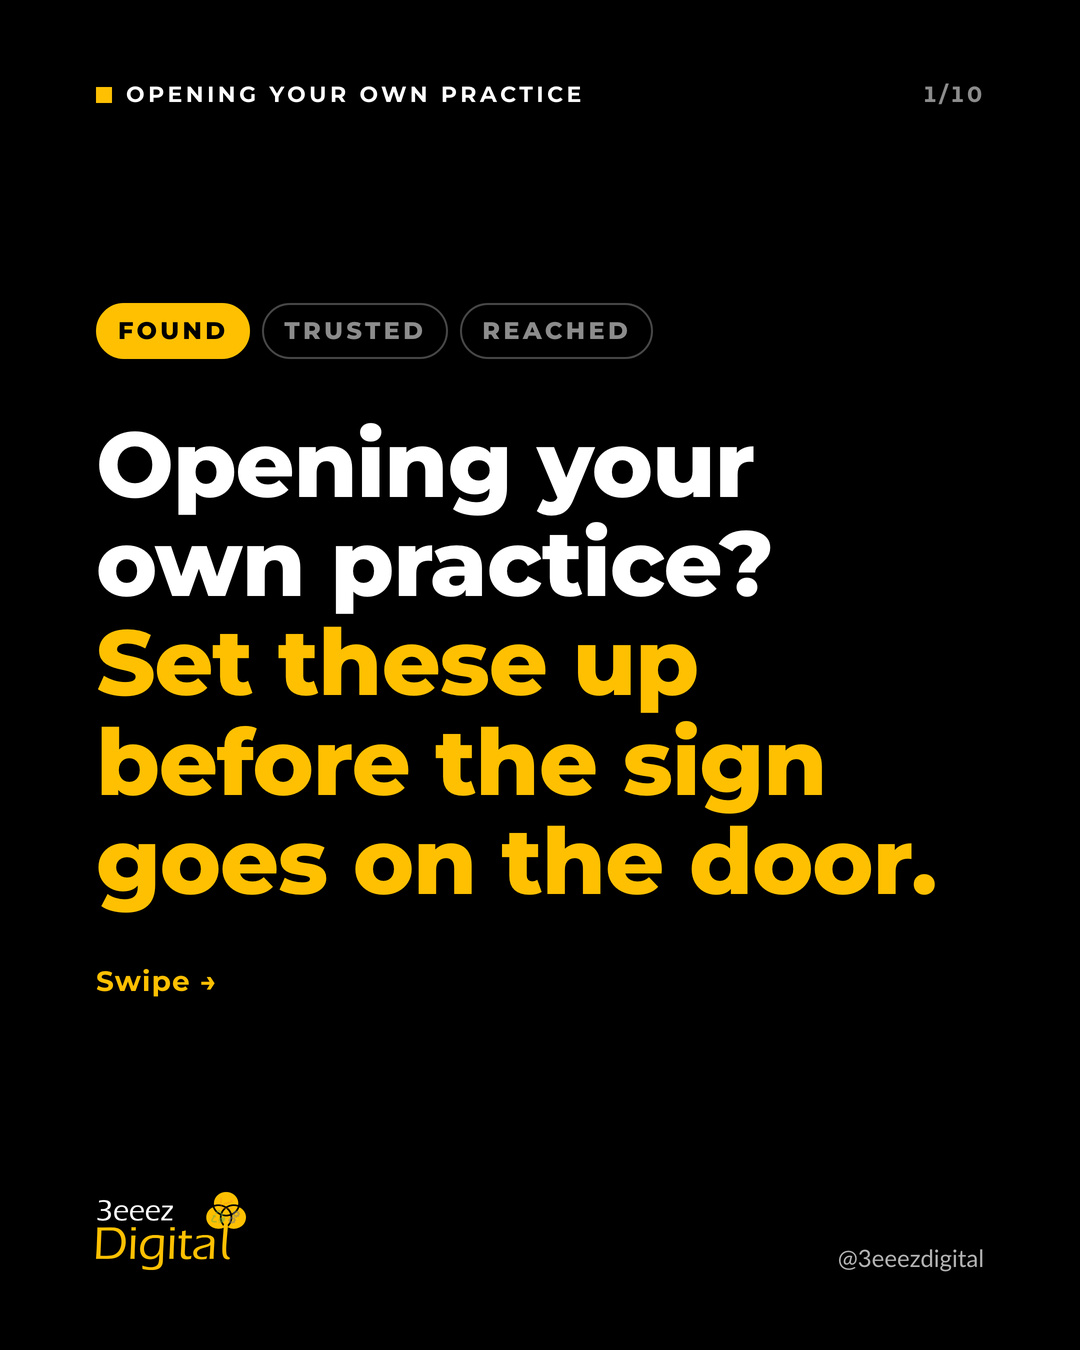 OPENING YOUR OWN PRACTICE
1/10
FOUND
TRUSTED
REACHED
Opening your
own practice?
Set these up
before the sign
goes on the door.
Swipe →
3eeez
Digital
@3eeezdigital